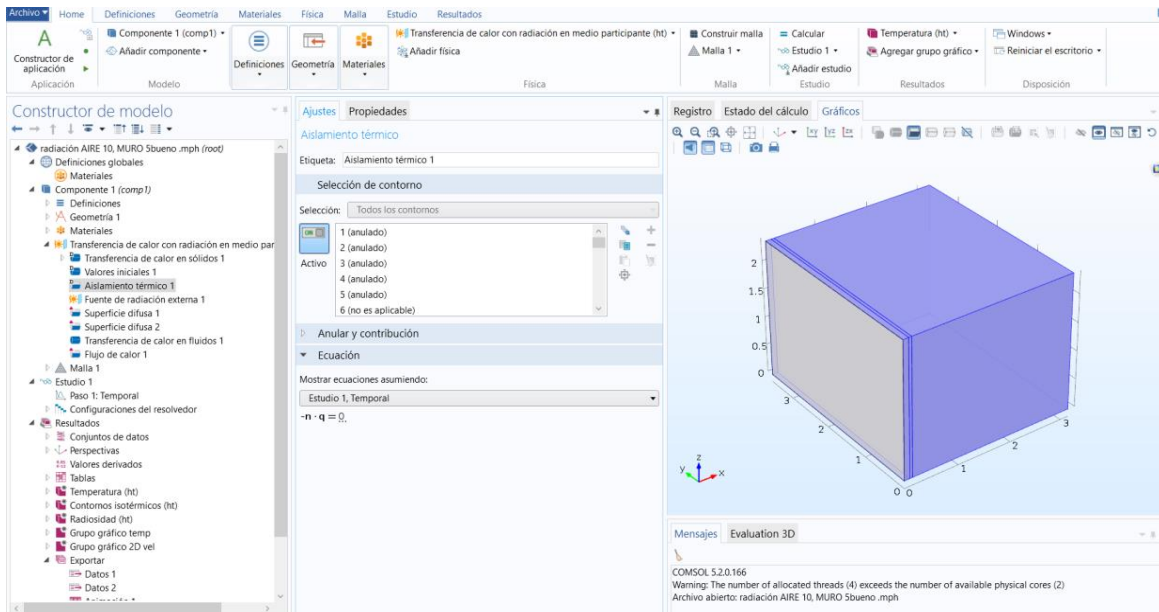 Archivo Home Definiciones Geometría Materiales Física Malla Estudio Resultados
Constructor de aplicación
Aplicación
Componente 1 (comp1)
Añadir componente
Modelo
Definiciones
Geometría
Materiales
Transferencia de calor con radiación en medio participante (ht)
Añadir física
Física
Construir malla
Malla 1
Malla
Calcular
Estudio 1
Añadir estudio
Estudio
Temperatura (ht)
Agregar grupo gráfico
Resultados
Windows
Reiniciar el escritorio
Disposición
Constructor de modelo
radiación AIRE 10, MURO 5bueno .mph (root)
Definiciones globales
Materiales
Componente 1 (comp1)
Definiciones
Geometría 1
Materiales
Transferencia de calor con radiación en medio par
Transferencia de calor en sólidos 1
Valores iniciales 1
Aislamiento térmico 1
Fuente de radiación externa 1
Superficie difusa 1
Superficie difusa 2
Transferencia de calor en fluidos 1
Flujo de calor 1
Malla 1
Estudio 1
Paso 1: Temporal
Configuraciones del resolvedor
Resultados
Conjuntos de datos
Perspectivas
Valores derivados
Tablas
Temperatura (ht)
Contornos isotérmicos (ht)
Radiosidad (ht)
Grupo gráfico temp
Grupo gráfico 2D vel
Exportar
Datos 1
Datos 2
Ajustes Propiedades
Aislamiento térmico
Etiqueta: Aislamiento térmico 1
Selección de contorno
Selección: Todos los contornos
Activo
1 (anulado)
2 (anulado)
3 (anulado)
4 (anulado)
5 (anulado)
6 (no es aplicable)
Anular y contribución
Ecuación
Mostrar ecuaciones asumiendo:
Estudio 1, Temporal
-n · q = 0
Registro Estado del cálculo Gráficos
2
1.5
1
0.5
0
3
2
1
0
0
1
2
3
z
y
x
Mensajes Evaluation 3D
COMSOL 5.2.0.166
Warning: The number of allocated threads (4) exceeds the number of available physical cores (2)
Archivo abierto: radiación AIRE 10, MURO 5bueno .mph